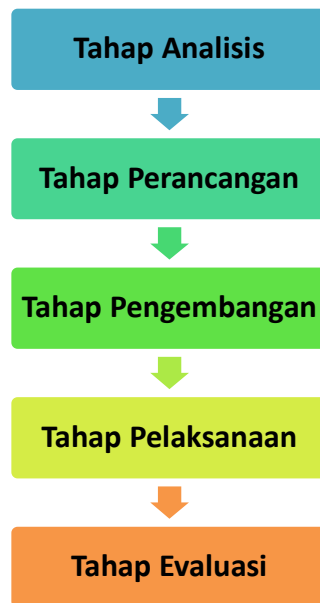 Tahap Analisis
Tahap Perancangan
Tahap Pengembangan
Tahap Pelaksanaan
Tahap Evaluasi